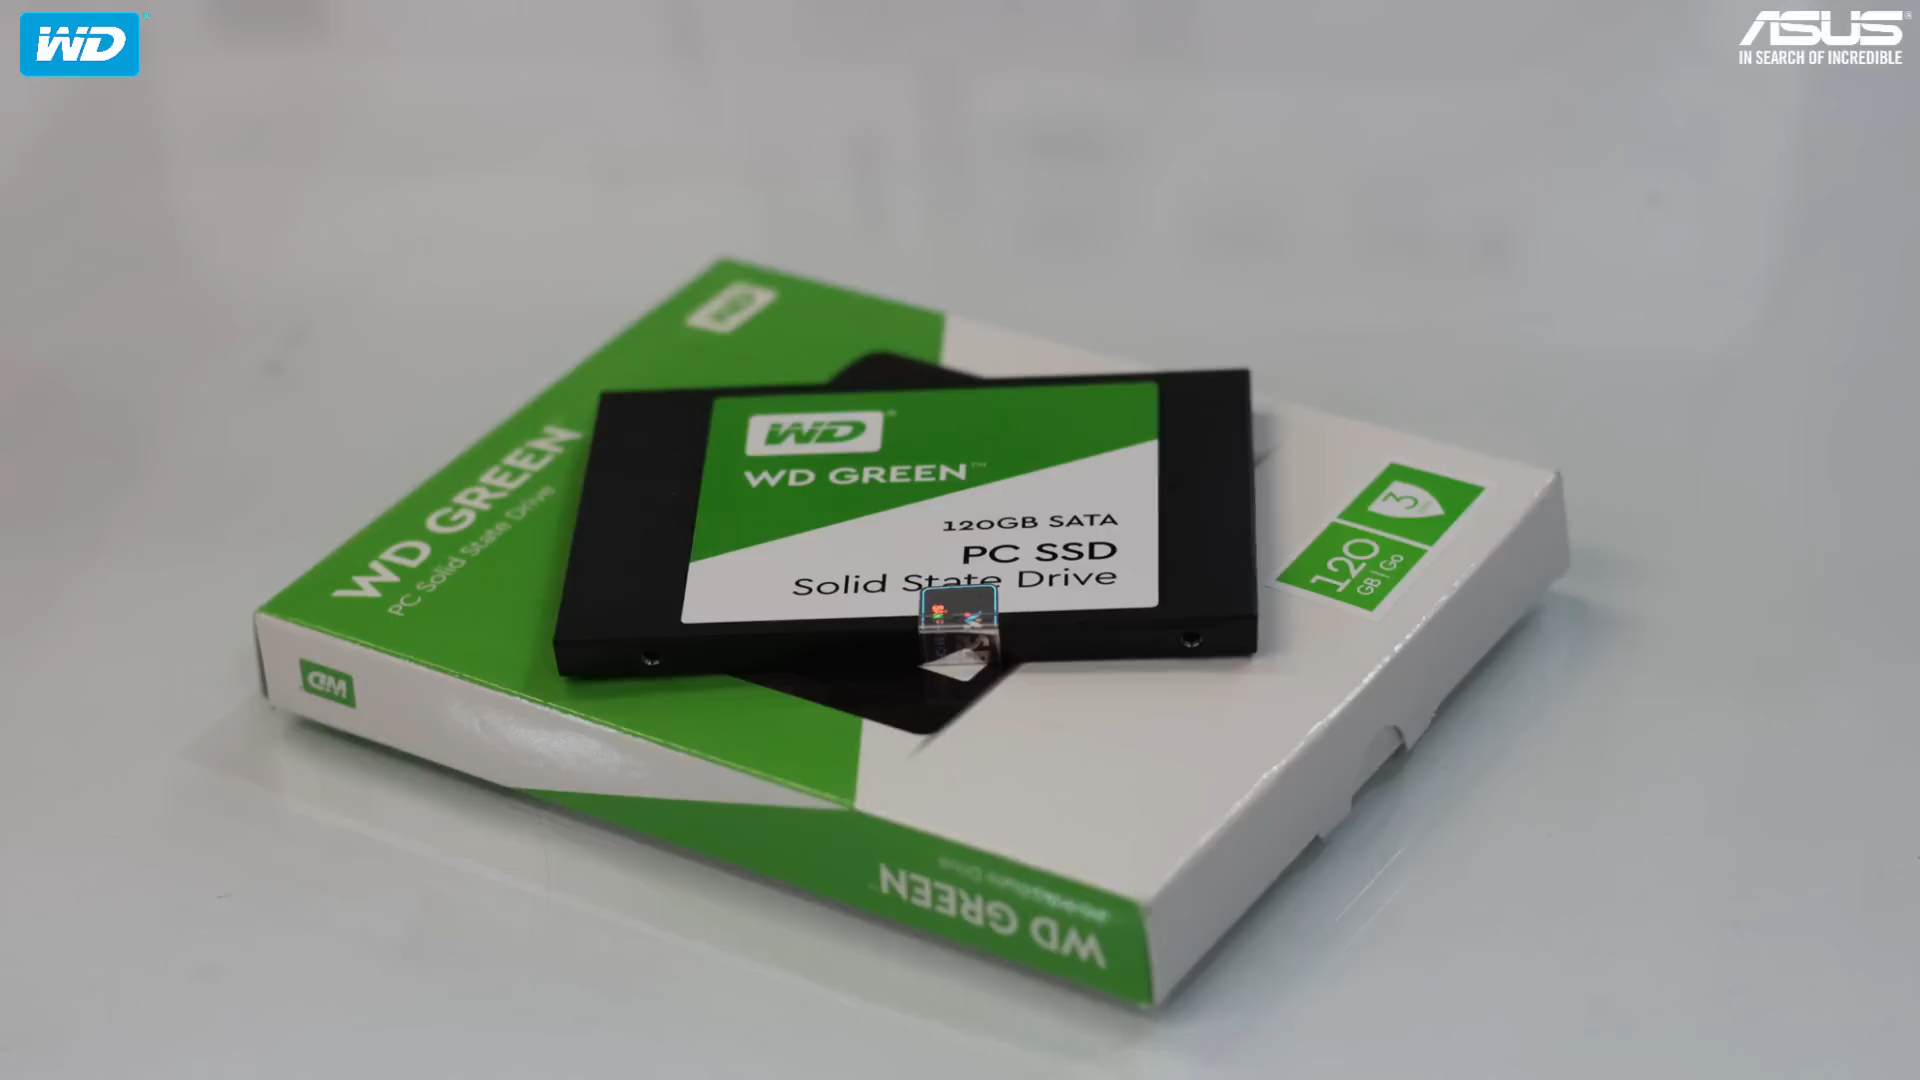 WD
ASUS
IN SEARCH OF INCREDIBLE
WD
WD GREEN
PC Solid State Drive
WD
WD GREEN™
120GB SATA
PC SSD
Solid State Drive
3
120
GB|Go
WD
WD GREEN